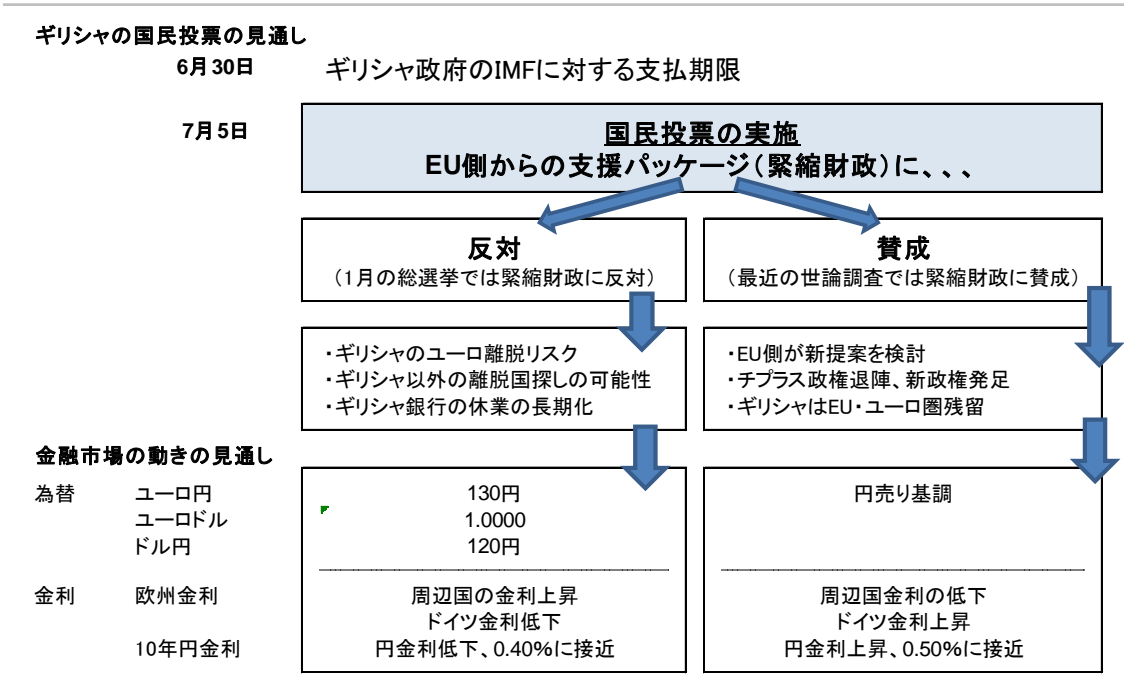 ギリシャの国民投票の見通し
6月30日 ギリシャ政府のIMFに対する支払期限
7月5日
国民投票の実施
EU側からの支援パッケージ（緊縮財政）に、、、
反対
（1月の総選挙では緊縮財政に反対）
賛成
（最近の世論調査では緊縮財政に賛成）
・ギリシャのユーロ離脱リスク
・ギリシャ以外の離脱国探しの可能性
・ギリシャ銀行の休業の長期化
・EU側が新提案を検討
・チプラス政権退陣、新政権発足
・ギリシャはEU・ユーロ圏残留
金融市場の動きの見通し
為替 ユーロ円 130円 円売り基調
ユーロドル 1.0000
ドル円 120円
金利 欧州金利 周辺国の金利上昇 周辺国金利の低下
ドイツ金利低下 ドイツ金利上昇
10年円金利 円金利低下、0.40%に接近 円金利上昇、0.50%に接近